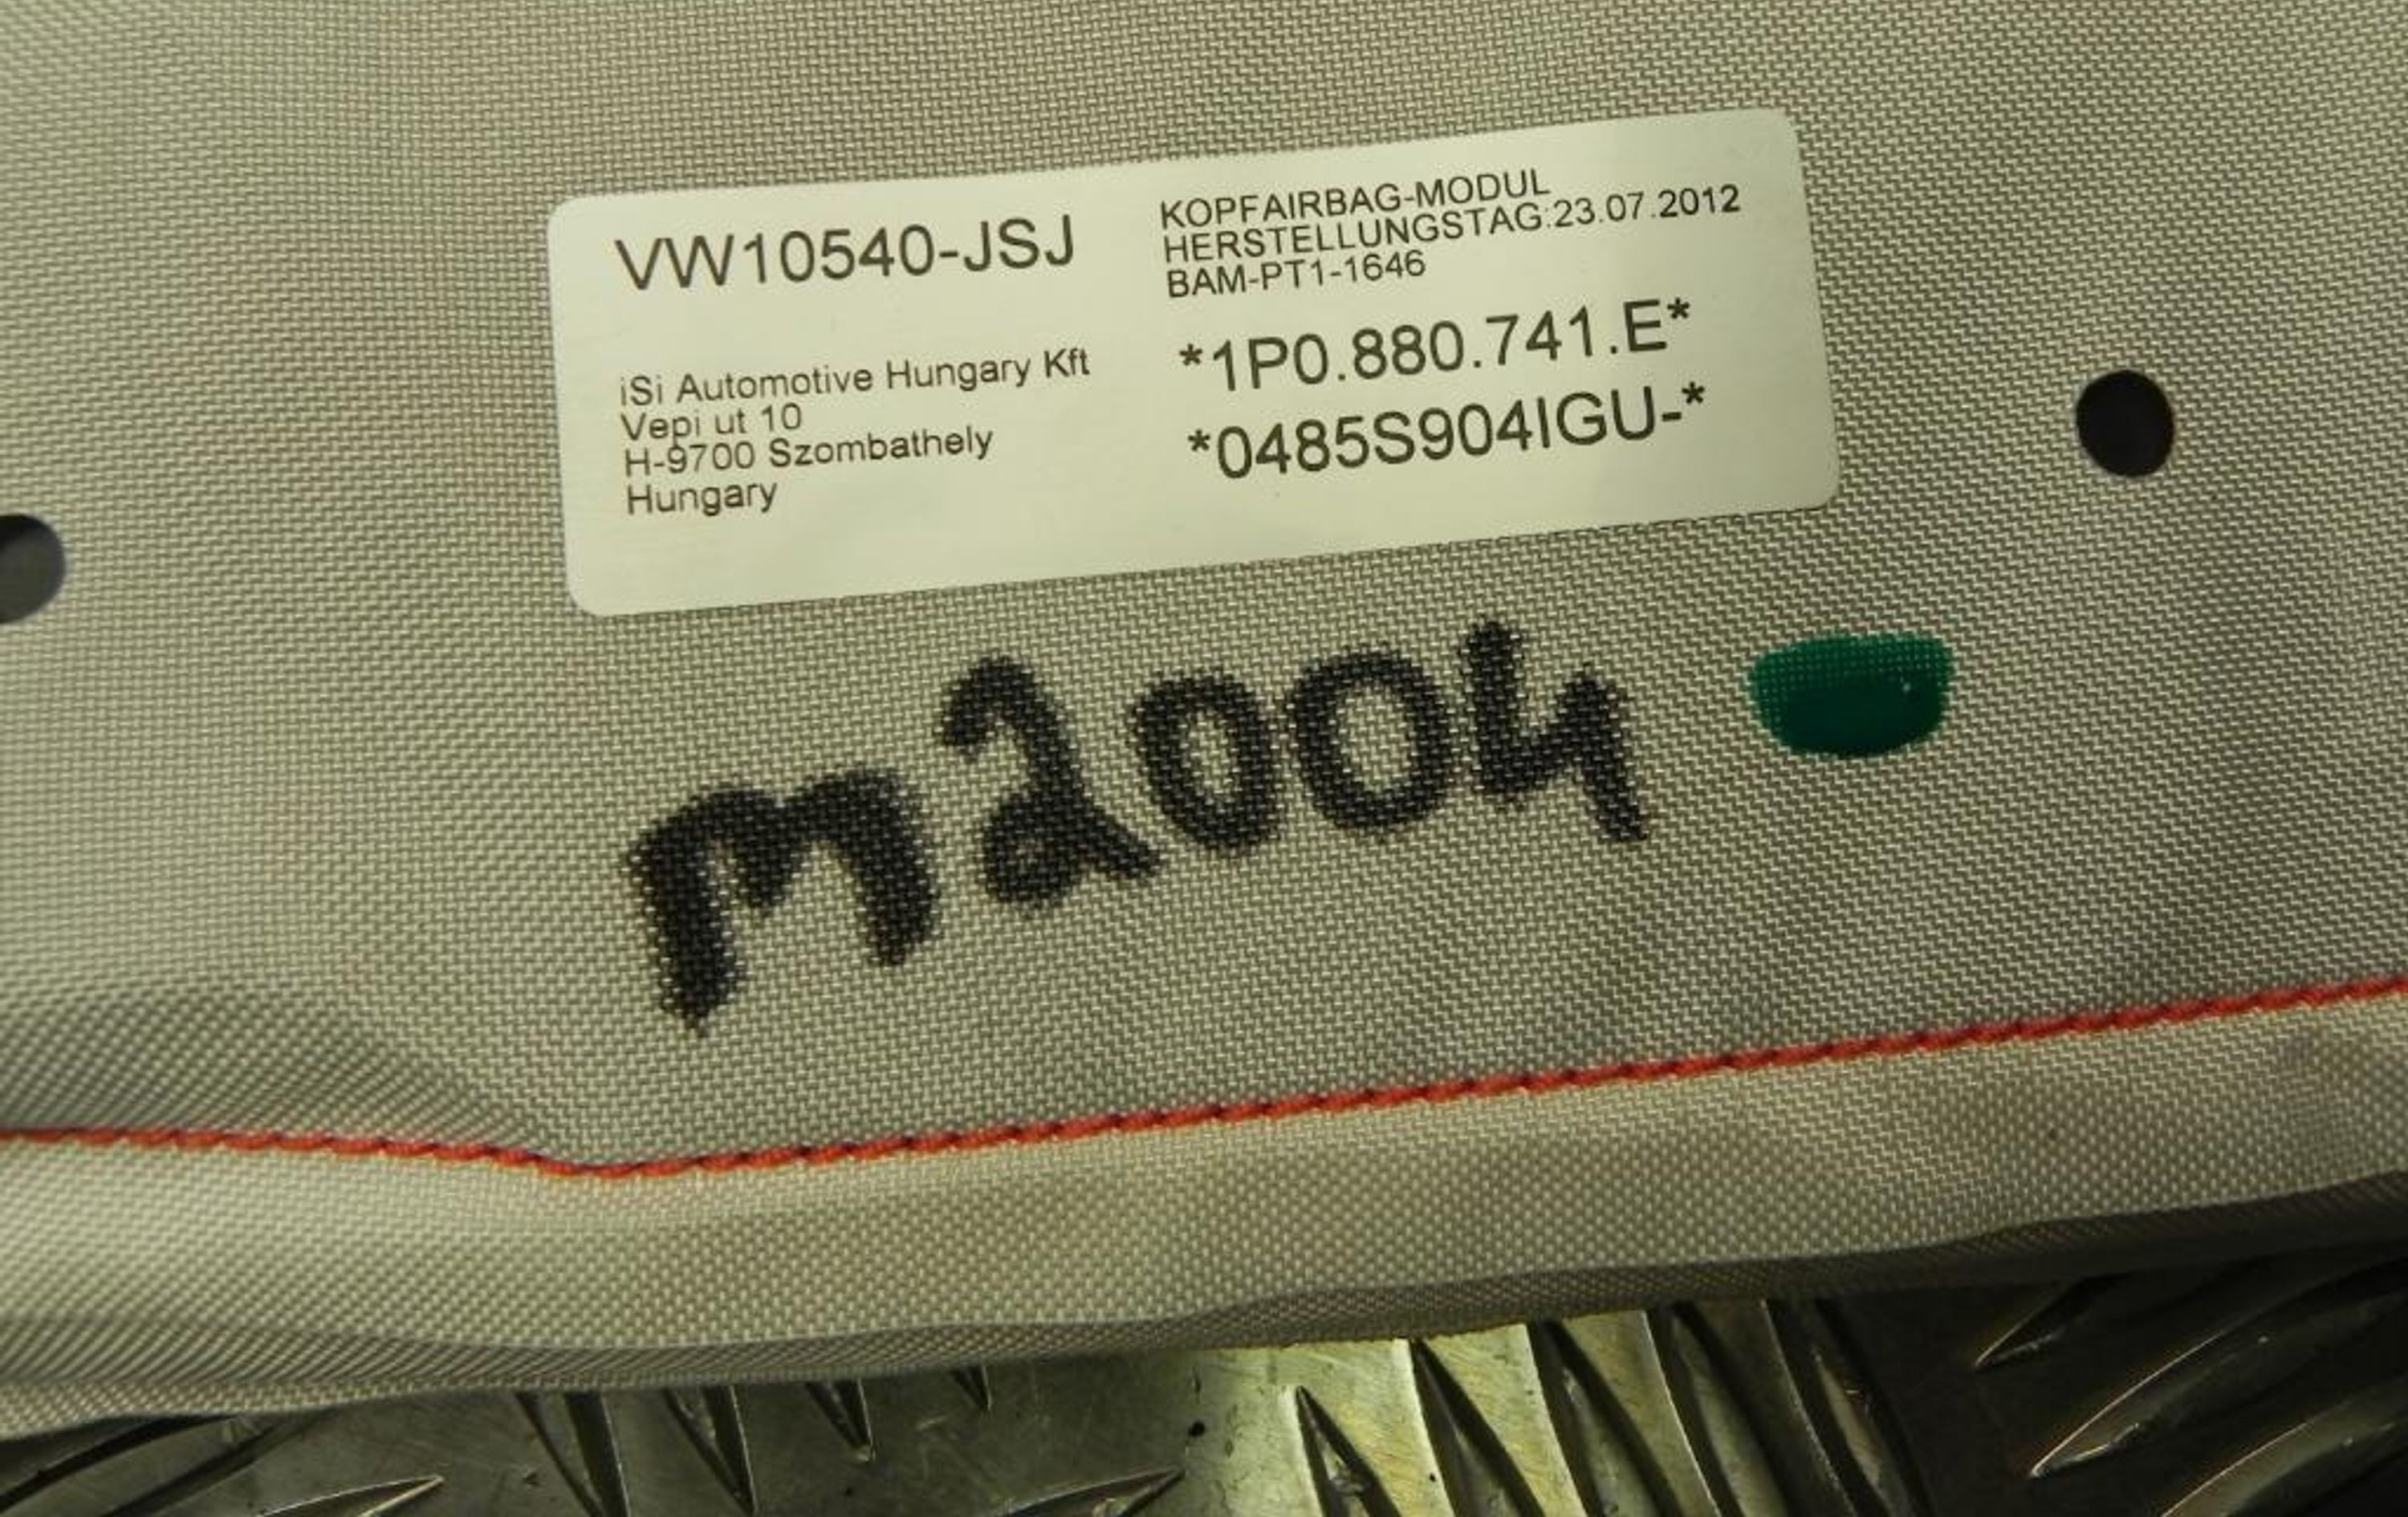 VW10540-JSJ
iSi Automotive Hungary Kft
Vepi ut 10
H-9700 Szombathely
Hungary
KOPFAIRBAG-MODUL
HERSTELLUNGSTAG:23.07.2012
BAM-PT1-1646
*1P0.880.741.E*
*0485S904IGU-*
M2004